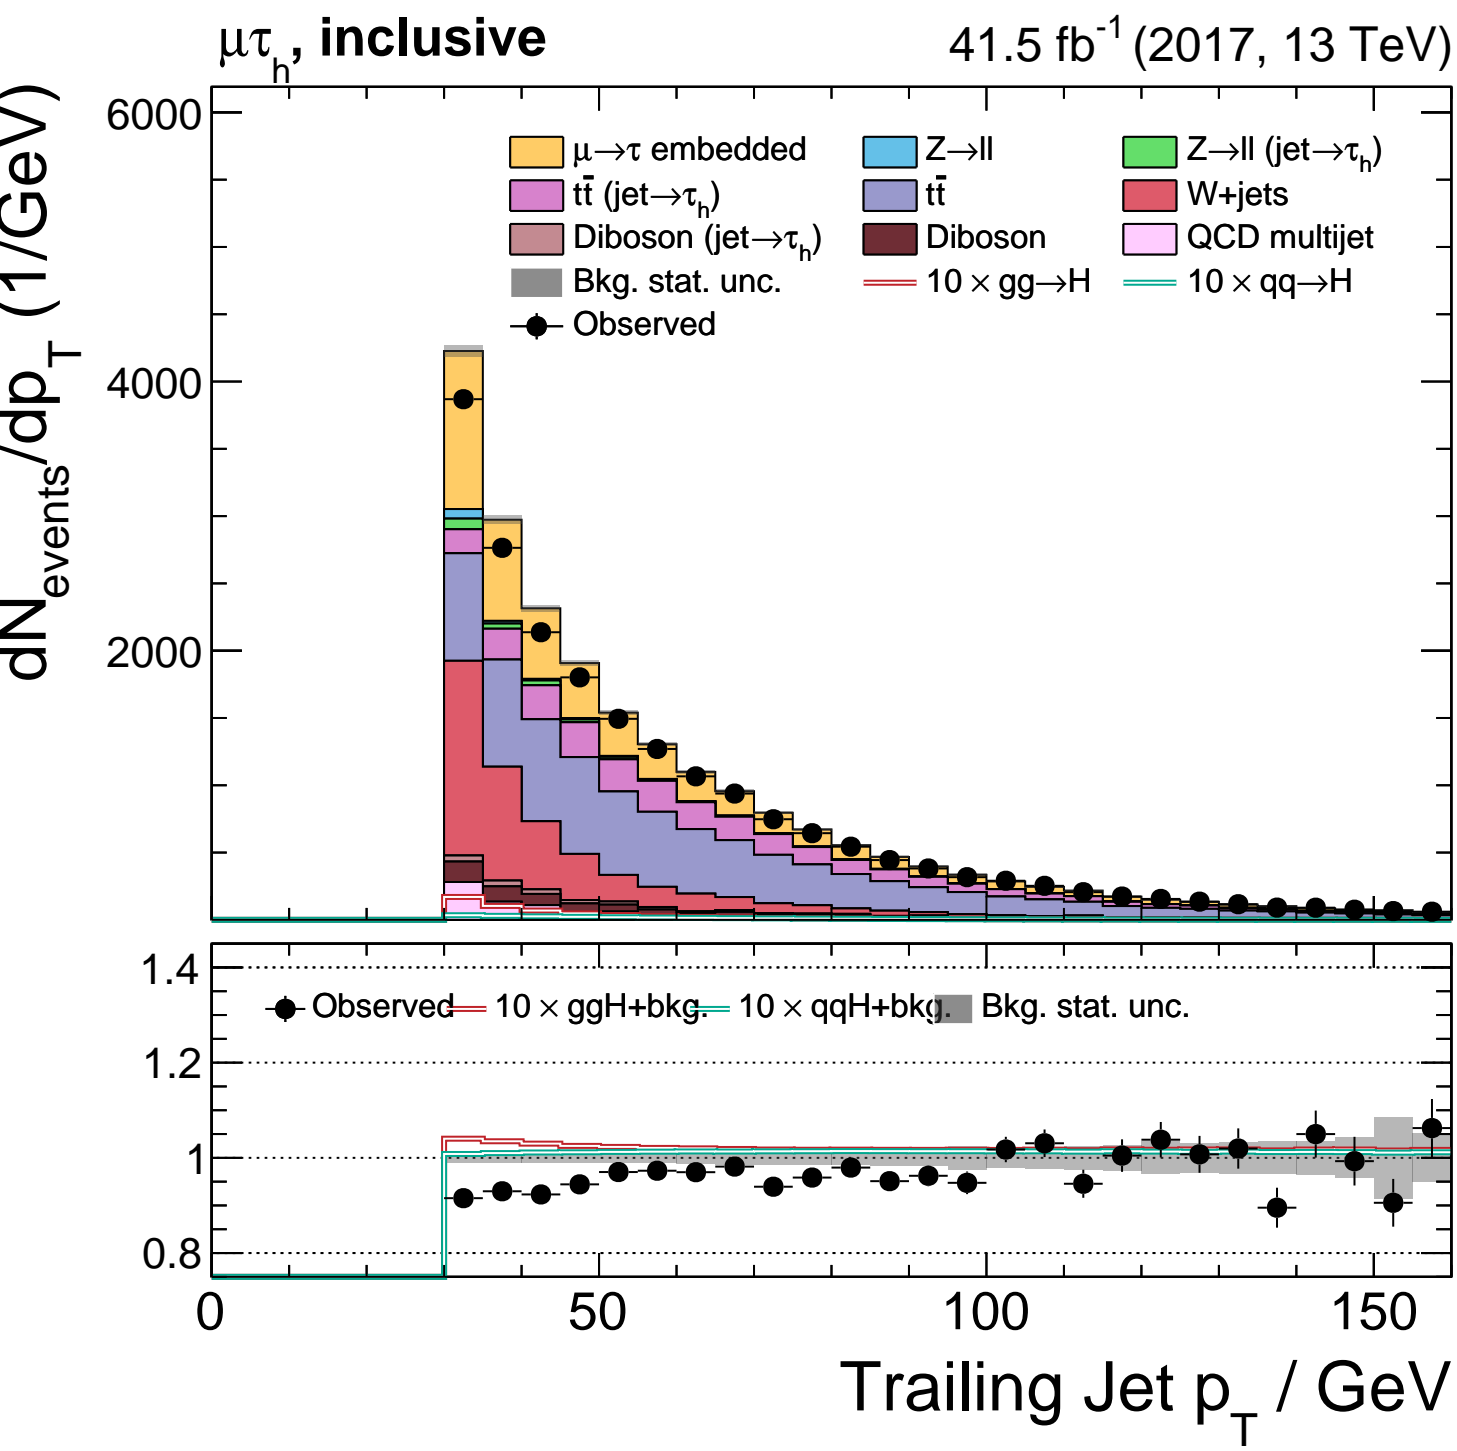 μτh, inclusive
41.5 fb-1 (2017, 13 TeV)
dNevents/dpT (1/GeV)
6000
4000
2000
μ→τ embedded
Z→ll
Z→ll (jet→τh)
tt̄ (jet→τh)
tt̄
W+jets
Diboson (jet→τh)
Diboson
QCD multijet
Bkg. stat. unc.
10 × gg→H
10 × qq→H
Observed
1.4
1.2
1
0.8
Observed
10 × ggH+bkg.
10 × qqH+bkg.
Bkg. stat. unc.
0
50
100
150
Trailing Jet pT / GeV